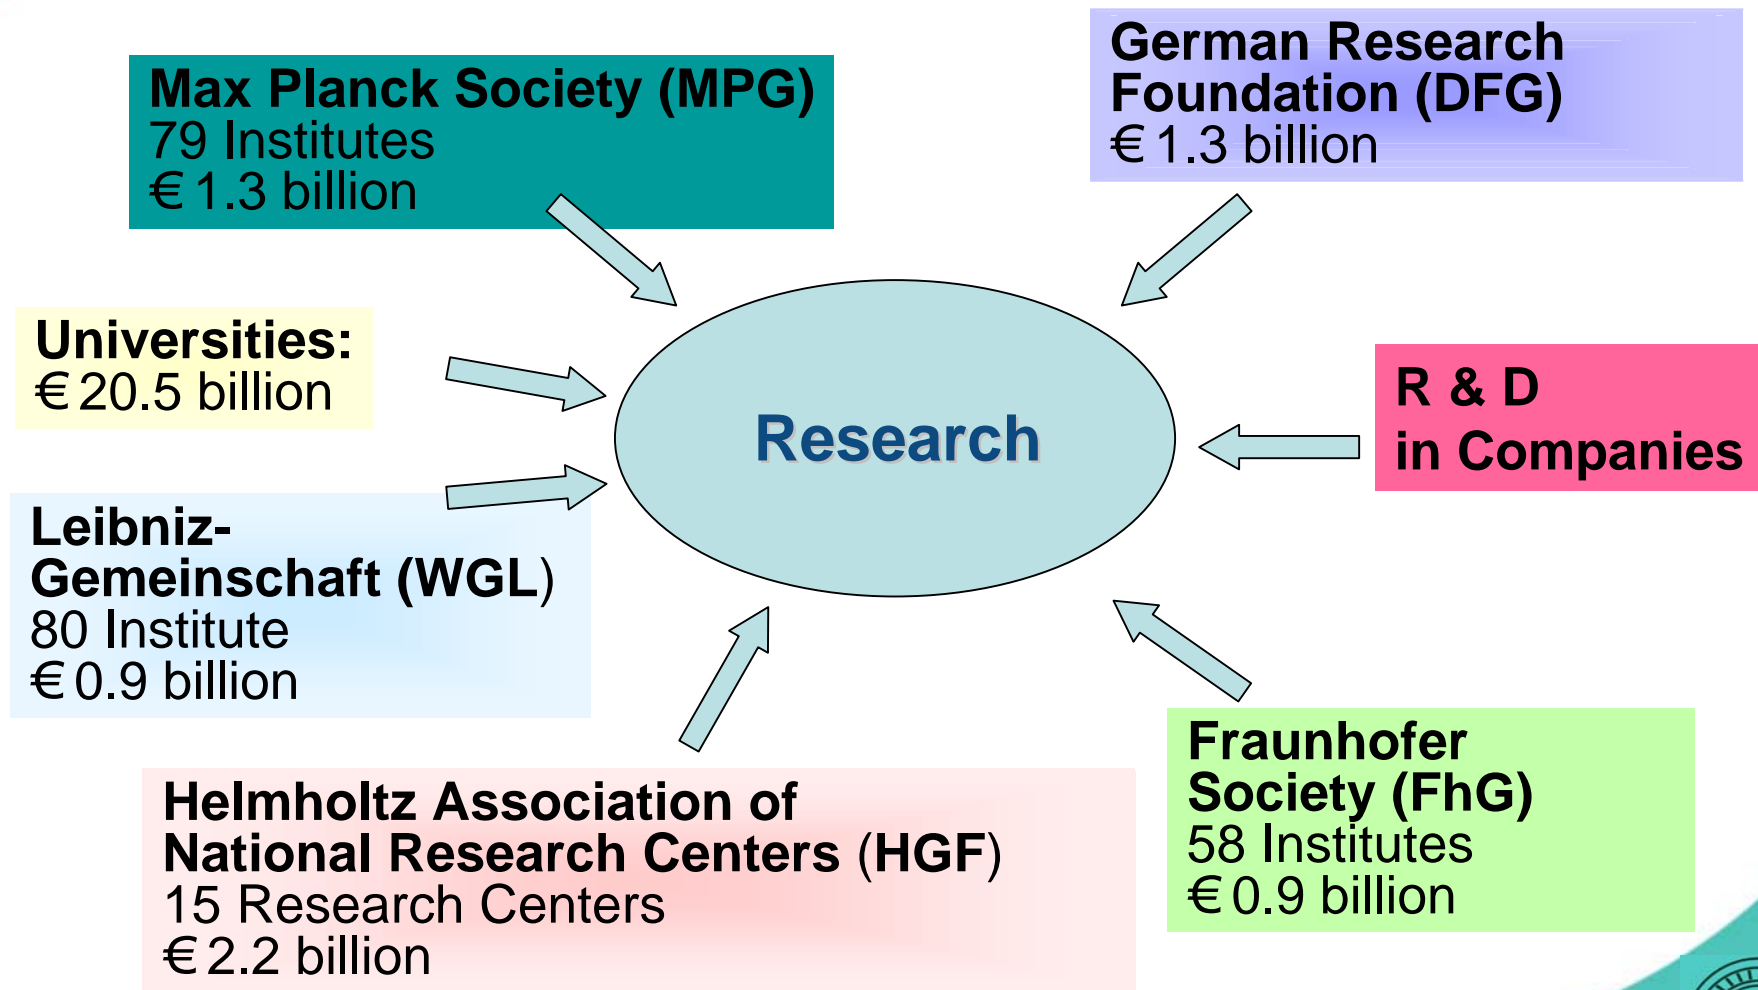 Max Planck Society (MPG)
79 Institutes
€ 1.3 billion
German Research
Foundation (DFG)
€ 1.3 billion
Universities:
€ 20.5 billion
Research
R & D
in Companies
Leibniz-
Gemeinschaft (WGL)
80 Institute
€ 0.9 billion
Helmholtz Association of
National Research Centers (HGF)
15 Research Centers
€ 2.2 billion
Fraunhofer
Society (FhG)
58 Institutes
€ 0.9 billion